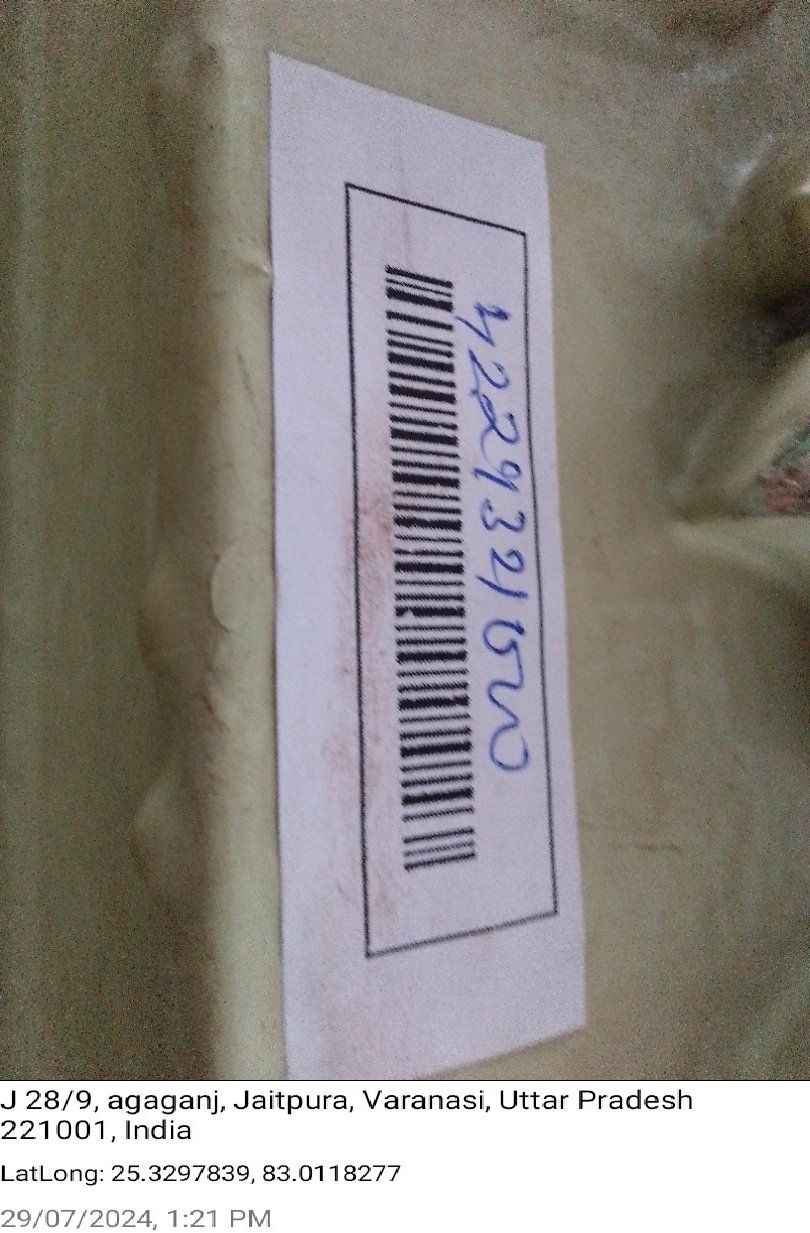 J 28/9, agaganj, Jaitpura, Varanasi, Uttar Pradesh
221001, India
LatLong: 25.3297839, 83.0118277
29/07/2024, 1:21 PM